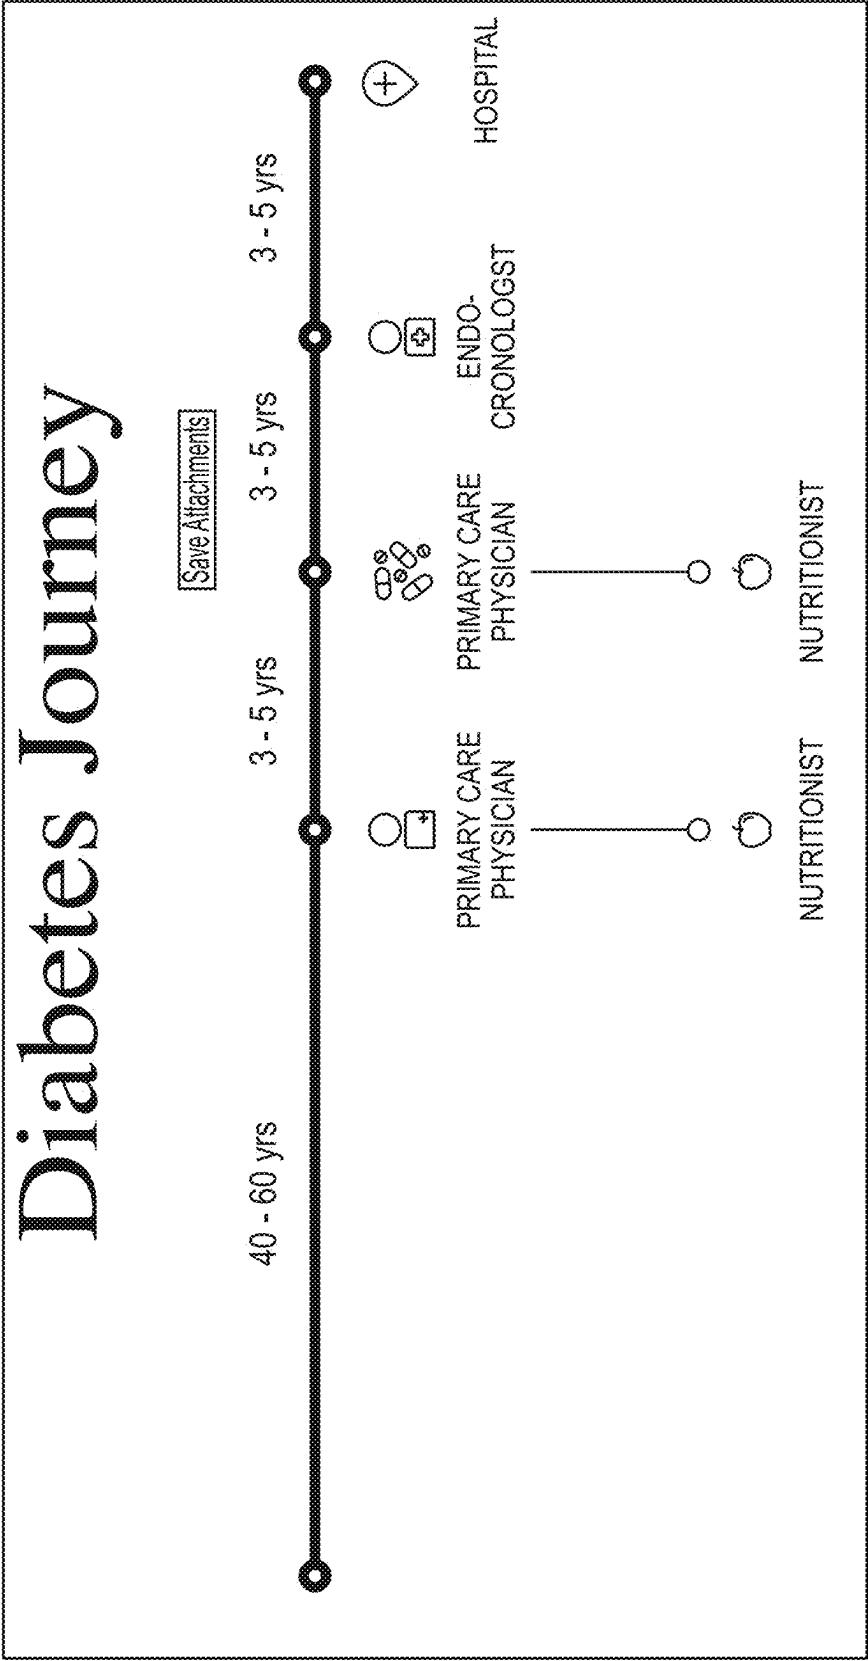 Diabetes Journey
Save Attachments
40 - 60 yrs
3 - 5 yrs
3 - 5 yrs
3 - 5 yrs
PRIMARY CARE
PHYSICIAN
PRIMARY CARE
PHYSICIAN
ENDO-
CRONOLOGST
HOSPITAL
NUTRITIONIST
NUTRITIONIST